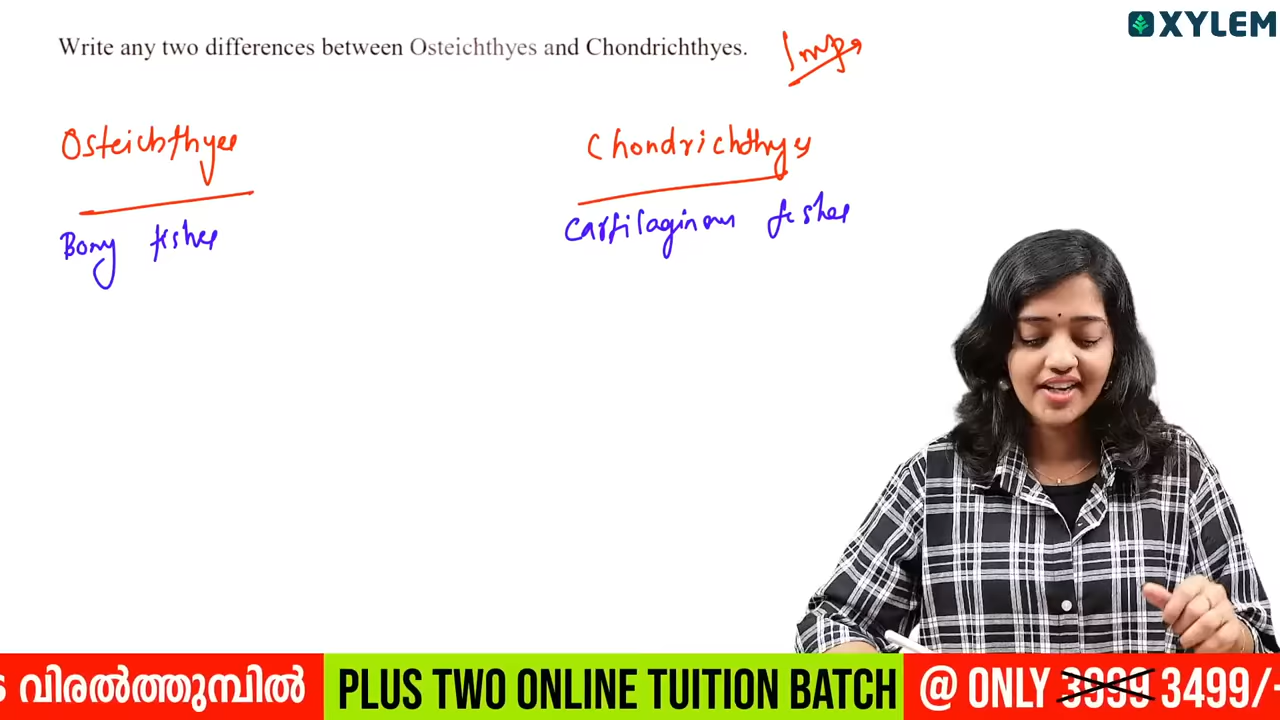 XYLEM
Write any two differences between Osteichthyes and Chondrichthyes.
Imp
Osteichthyes
Chondrichthyes
Bony fishes
Cartilaginous fishes
വിരൽത്തുമ്പിൽ
PLUS TWO ONLINE TUITION BATCH
@ ONLY 3999 3499/-